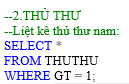 --2.THỦ THƯ
--Liệt kê thủ thư nam:
SELECT *
FROM THUTHU
WHERE GT = 1;